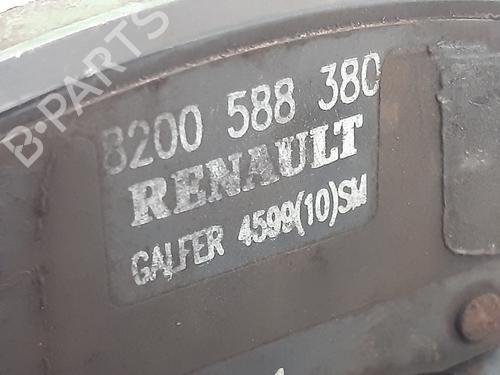 B-PARTS
8200 588 380
RENAULT
GALFER 4599(10)SM